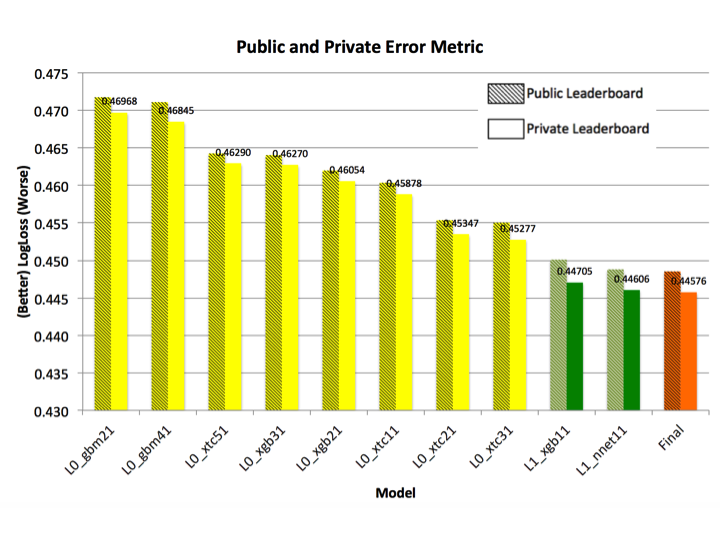 Public and Private Error Metric
0.475
0.470
0.465
0.460
0.455
0.450
0.445
0.440
0.435
0.430
(Better) LogLoss (Worse)
Public Leaderboard
Private Leaderboard
0.46968
0.46845
0.46290
0.46270
0.46054
0.45878
0.45347
0.45277
0.44705
0.44606
0.44576
L0_gbm21
L0_gbm41
L0_xtc51
L0_xgb31
L0_xgb21
L0_xtc11
L0_xtc21
L0_xtc31
L1_xgb11
L1_nnet11
Final
Model